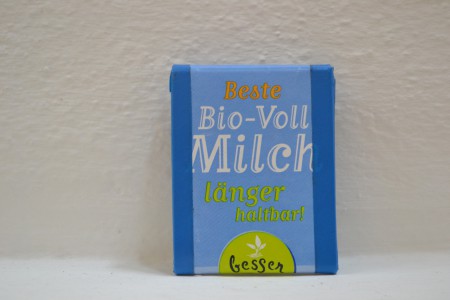 Beste
Bio-Voll
Milch
länger
haltbar!
besser